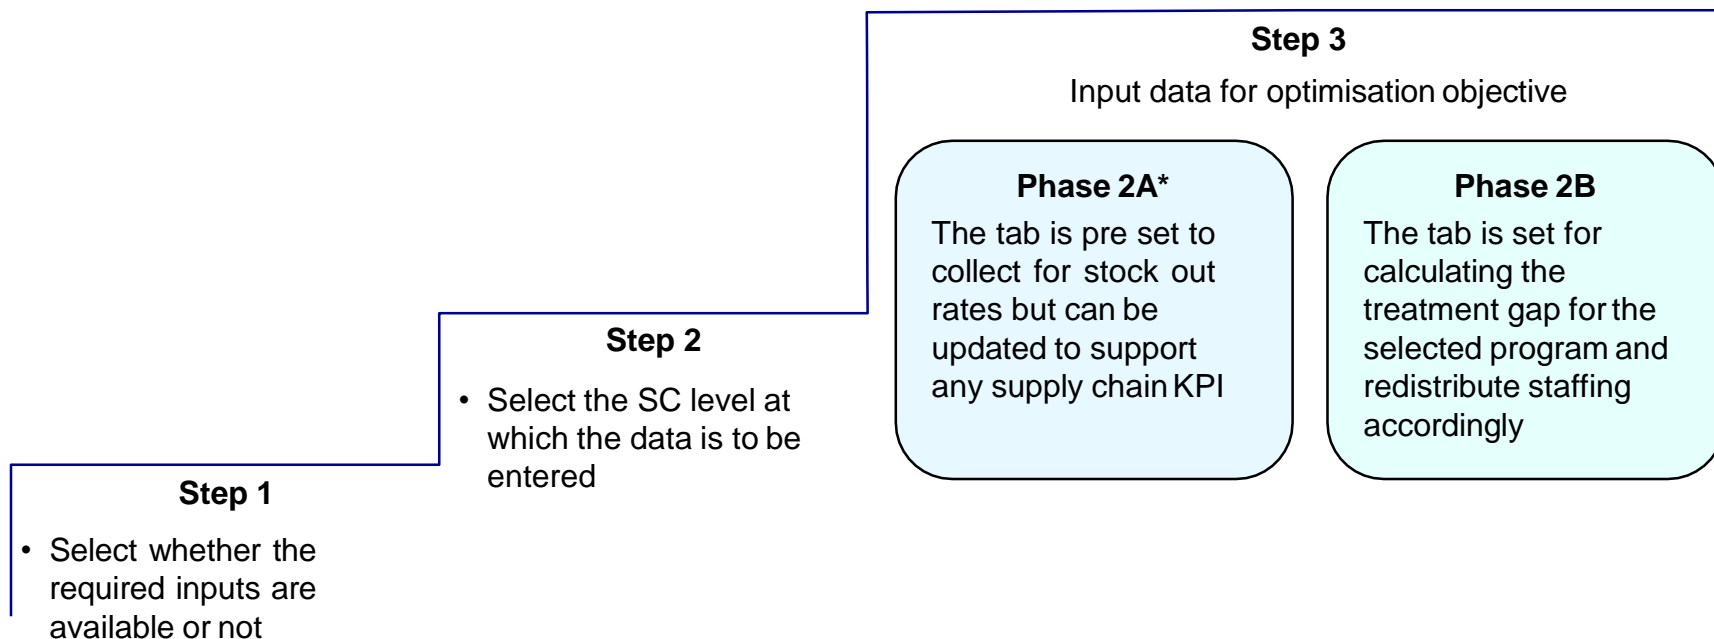 Step 3
Input data for optimisation objective
Phase 2A*
The tab is pre set to
collect for stock out
rates but can be
updated to support
any supply chain KPI
Phase 2B
The tab is set for
calculating the
treatment gap for the
selected program and
redistribute staffing
accordingly
Step 2
• Select the SC level at
which the data is to be
entered
Step 1
• Select whether the
required inputs are
available or not